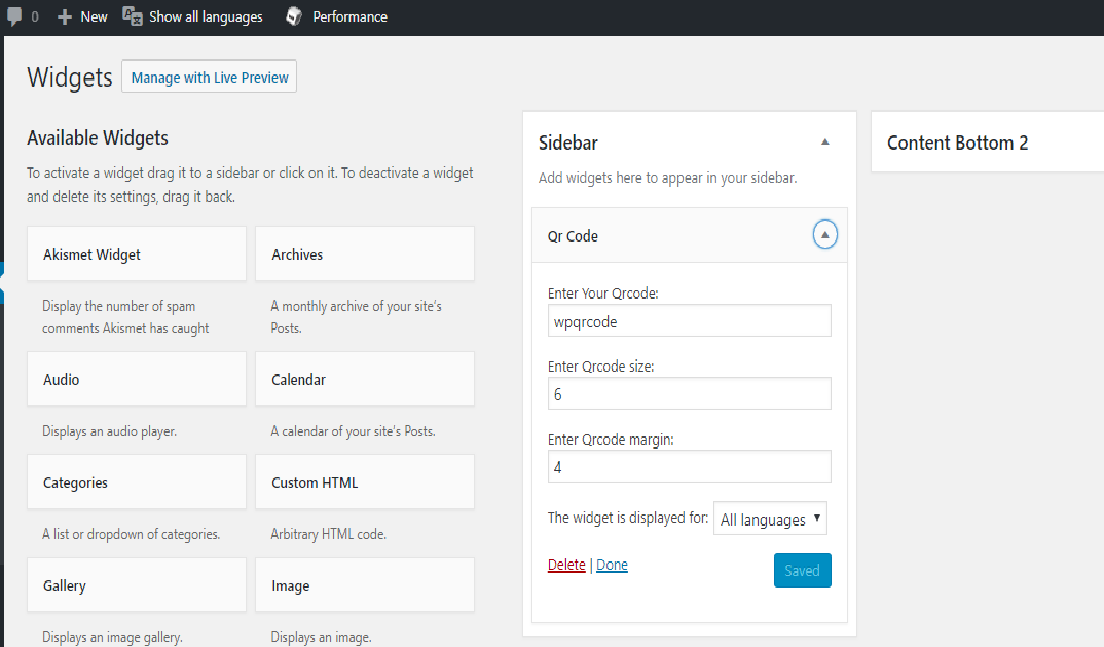 0 New Show all languages Performance
Widgets Manage with Live Preview
Available Widgets
To activate a widget drag it to a sidebar or click on it. To deactivate a widget
and delete its settings, drag it back.
Akismet Widget
Display the number of spam
comments Akismet has caught
Archives
A monthly archive of your site's
Posts.
Audio
Displays an audio player.
Calendar
A calendar of your site's Posts.
Categories
A list or dropdown of categories.
Custom HTML
Arbitrary HTML code.
Gallery
Displays an image gallery.
Image
Displays an image.
Sidebar
Add widgets here to appear in your sidebar.
Qr Code
Enter Your Qrcode:
wpqrcode
Enter Qrcode size:
6
Enter Qrcode margin:
4
The widget is displayed for: All languages
Delete | Done
Saved
Content Bottom 2